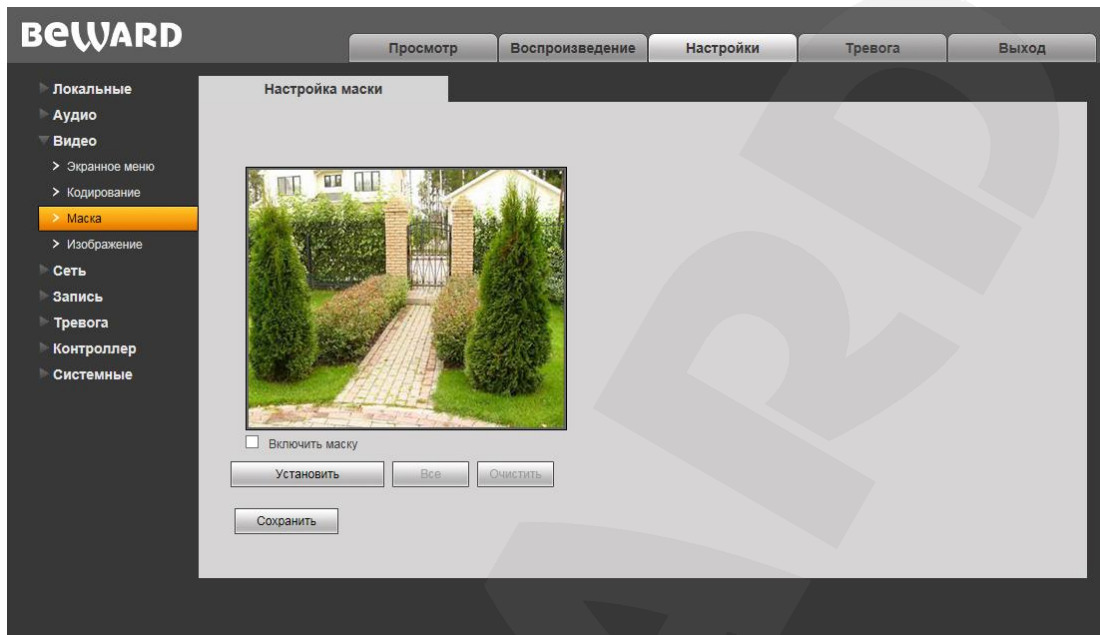 BEWARD
Просмотр
Воспроизведение
Настройки
Тревога
Выход
Локальные
Аудио
Видео
Экранное меню
Кодирование
Маска
Изображение
Сеть
Запись
Тревога
Контроллер
Системные
Настройка маски
Включить маску
Установить
Все
Очистить
Сохранить
ARD